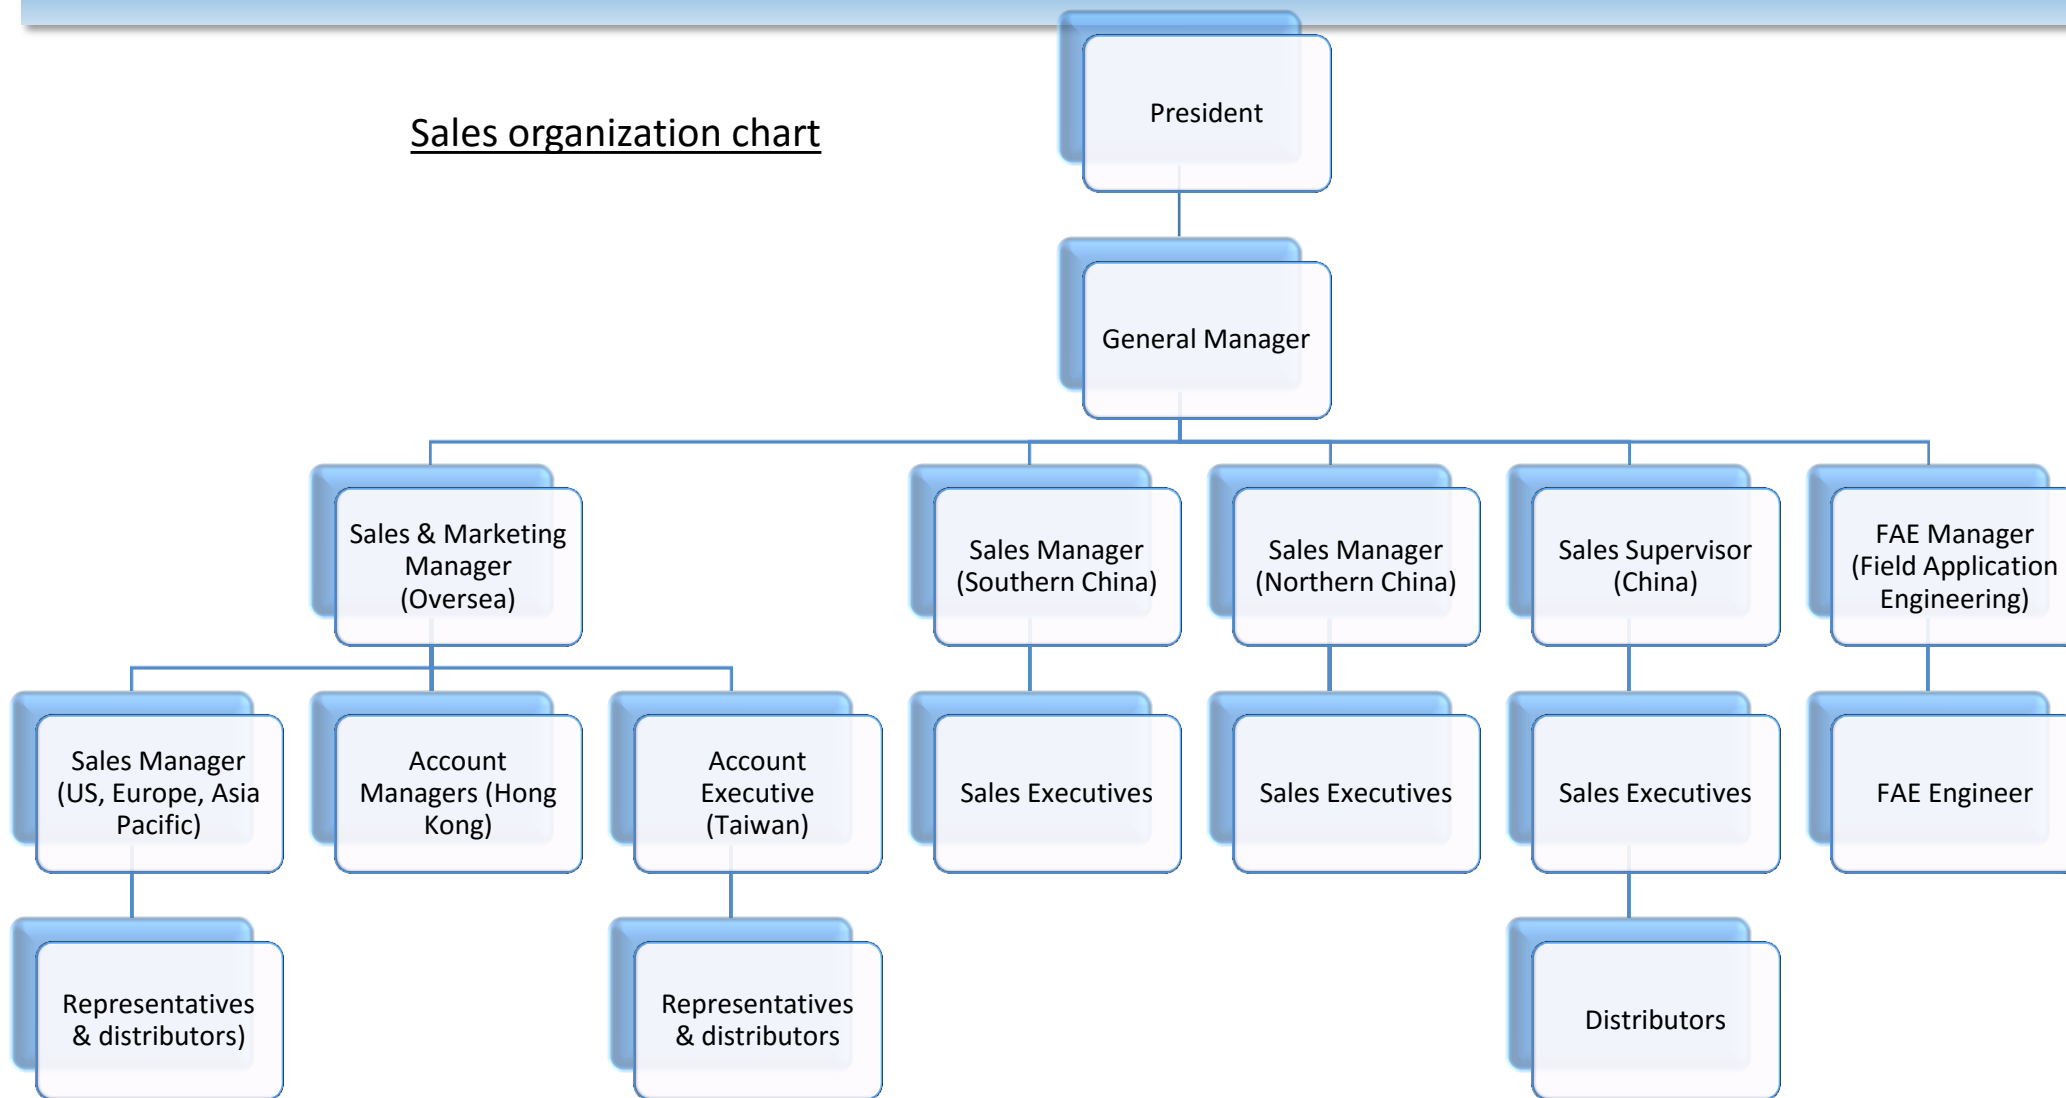 Sales organization chart
President
General Manager
Sales & Marketing
Manager
(Oversea)
Sales Manager
(Southern China)
Sales Manager
(Northern China)
Sales Supervisor
(China)
FAE Manager
(Field Application
Engineering)
Sales Manager
(US, Europe, Asia
Pacific)
Account
Managers (Hong
Kong)
Account
Executive
(Taiwan)
Sales Executives
Sales Executives
Sales Executives
FAE Engineer
Representatives
& distributors)
Representatives
& distributors
Distributors